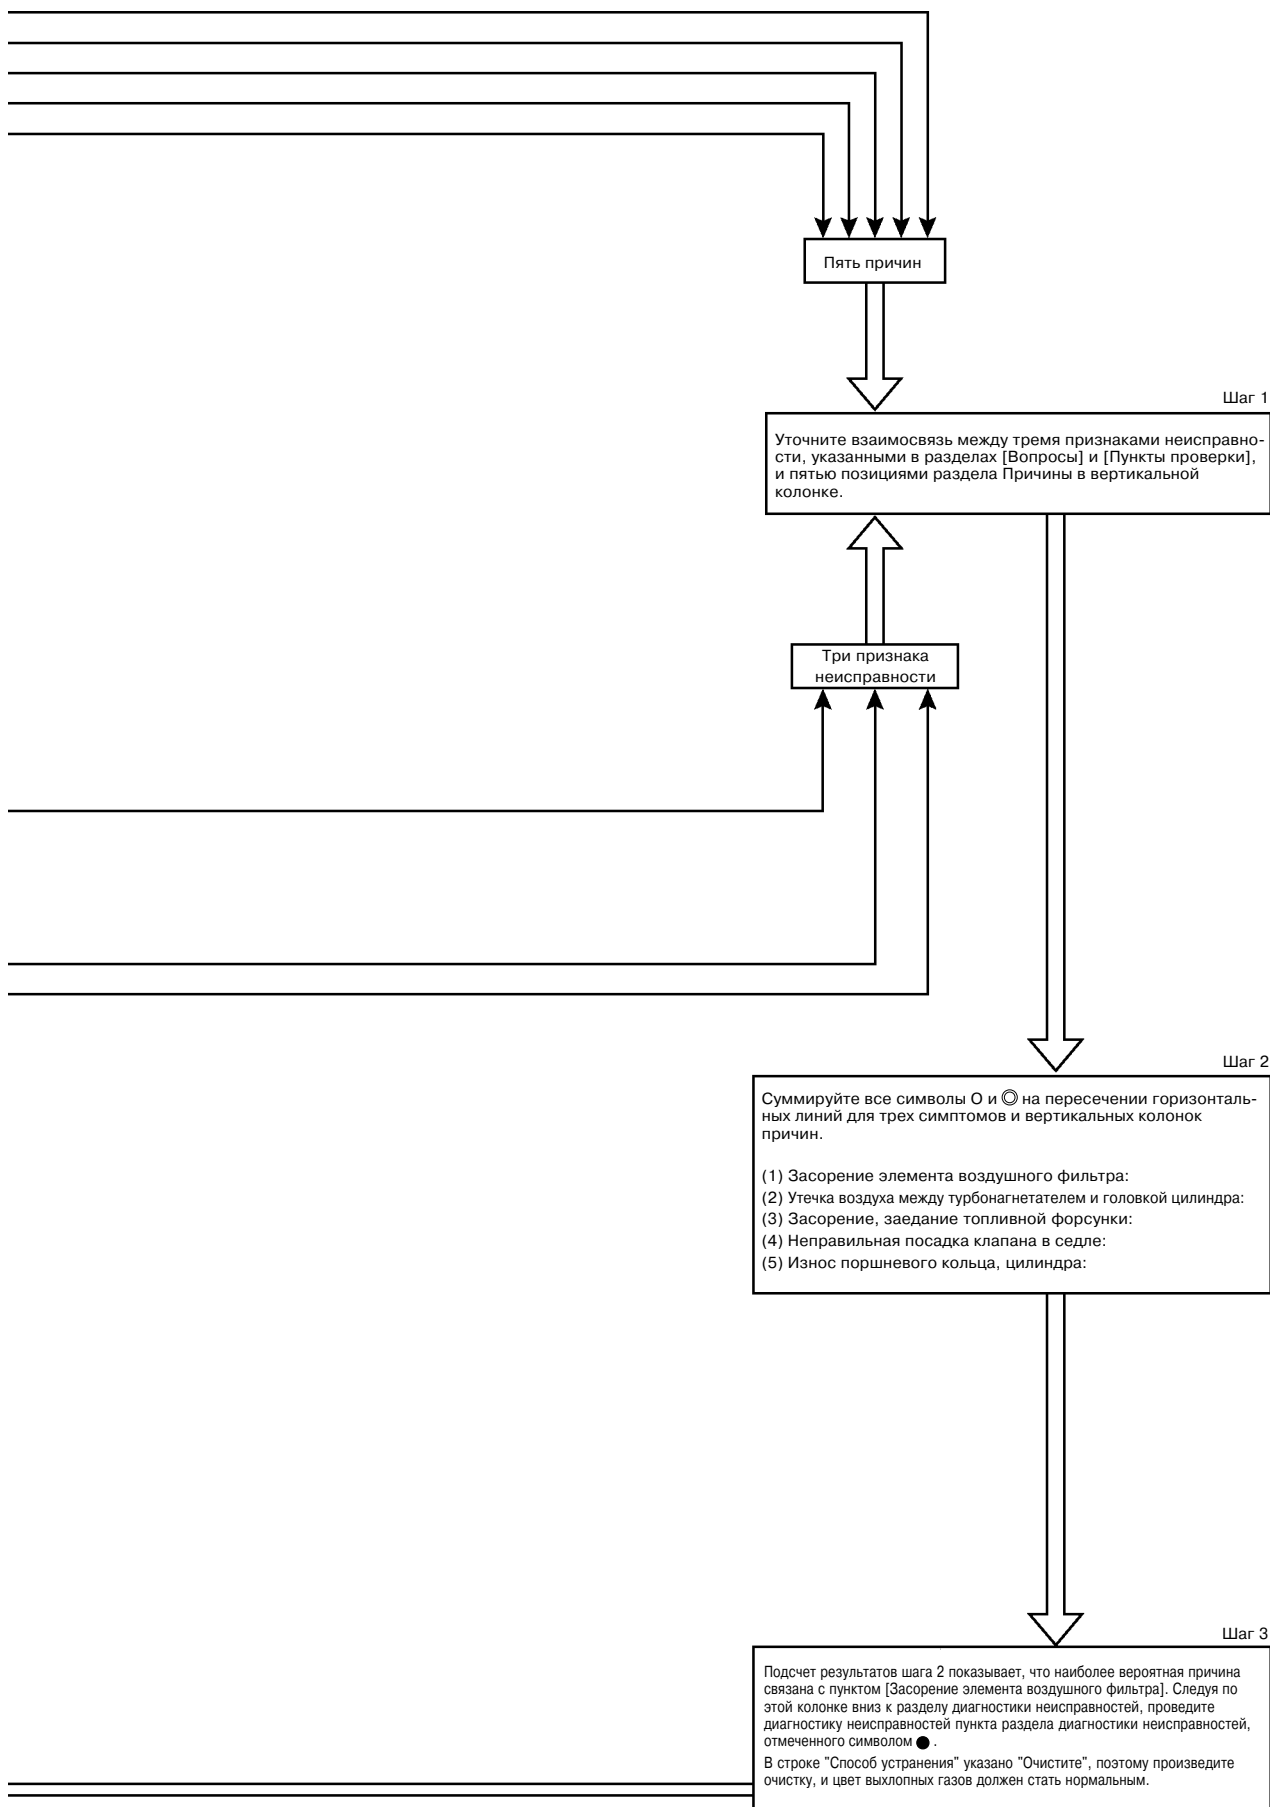 Пять причин
Шаг 1
Уточните взаимосвязь между тремя признаками неисправно-
сти, указанными в разделах [Вопросы] и [Пункты проверки],
и пятью позициями раздела Причины в вертикальной
колонке.
Три признака
неисправности
Шаг 2
Суммируйте все символы О и ◎ на пересечении горизонталь-
ных линий для трех симптомов и вертикальных колонок
причин.
(1) Засорение элемента воздушного фильтра:
(2) Утечка воздуха между турбонагнетателем и головкой цилиндра:
(3) Засорение, заедание топливной форсунки:
(4) Неправильная посадка клапана в седле:
(5) Износ поршневого кольца, цилиндра:
Шаг 3
Подсчет результатов шага 2 показывает, что наиболее вероятная причина
связана с пунктом [Засорение элемента воздушного фильтра]. Следуя по
этой колонке вниз к разделу диагностики неисправностей, проведите
диагностику неисправностей пункта раздела диагностики неисправностей,
отмеченного символом ● .
В строке "Способ устранения" указано "Очистите", поэтому произведите
очистку, и цвет выхлопных газов должен стать нормальным.